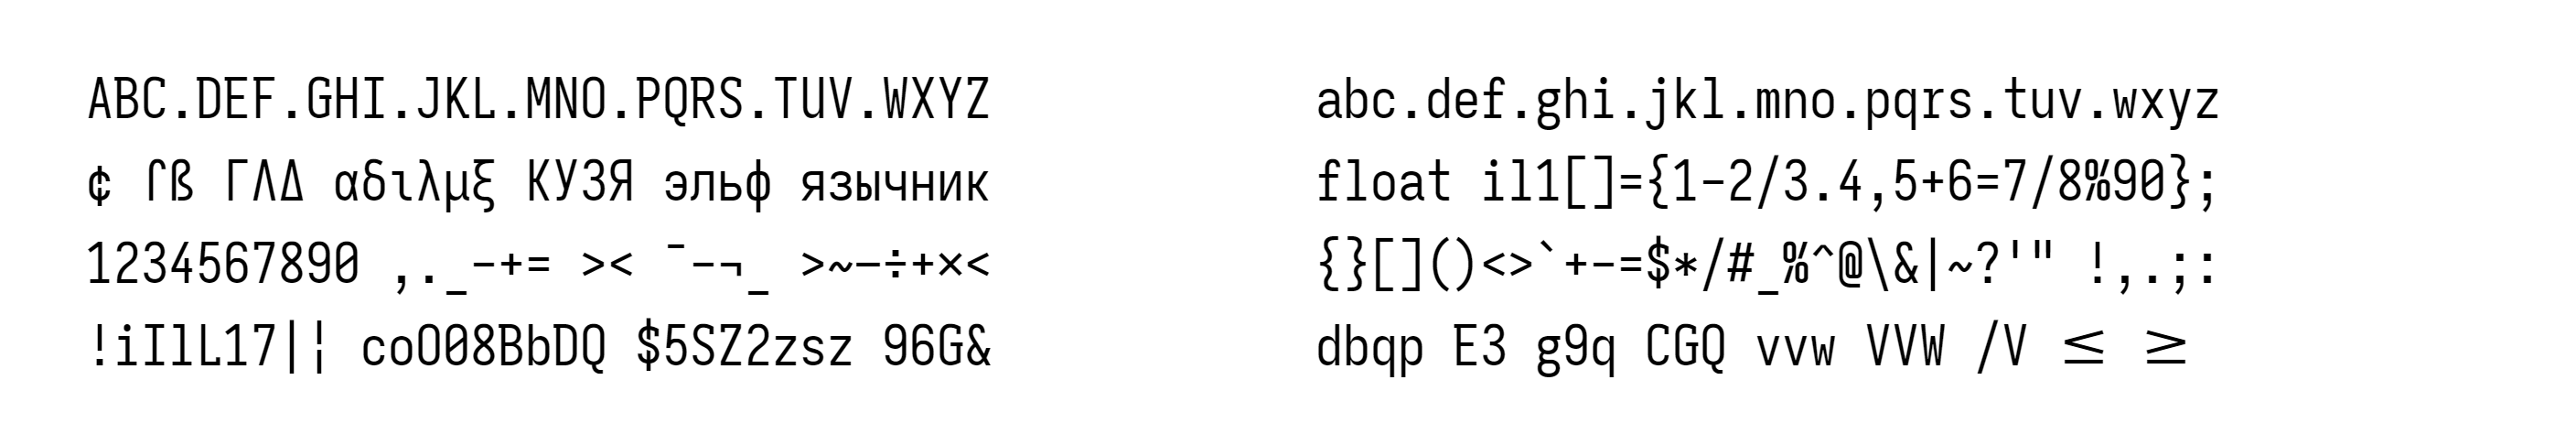 ABC.DEF.GHI.JKL.MNO.PQRS.TUV.WXYZ
¢ ſß ΓΛΔ αδιλμξ КУЗЯ эльф язычник
1234567890 ,._-+= >< ¯-¬_ >~–÷+×<
!iIlL17|¦ coO08BbDQ $5SZ2zsz 96G&
abc.def.ghi.jkl.mno.pqrs.tuv.wxyz
float il1[]={1-2/3.4,5+6=7/8%90};
{}[]()<>`+-=$*/#_%^@\&|~?'" !,.;:
dbqp E3 g9q CGQ vvw VVW /V ≤ ≥